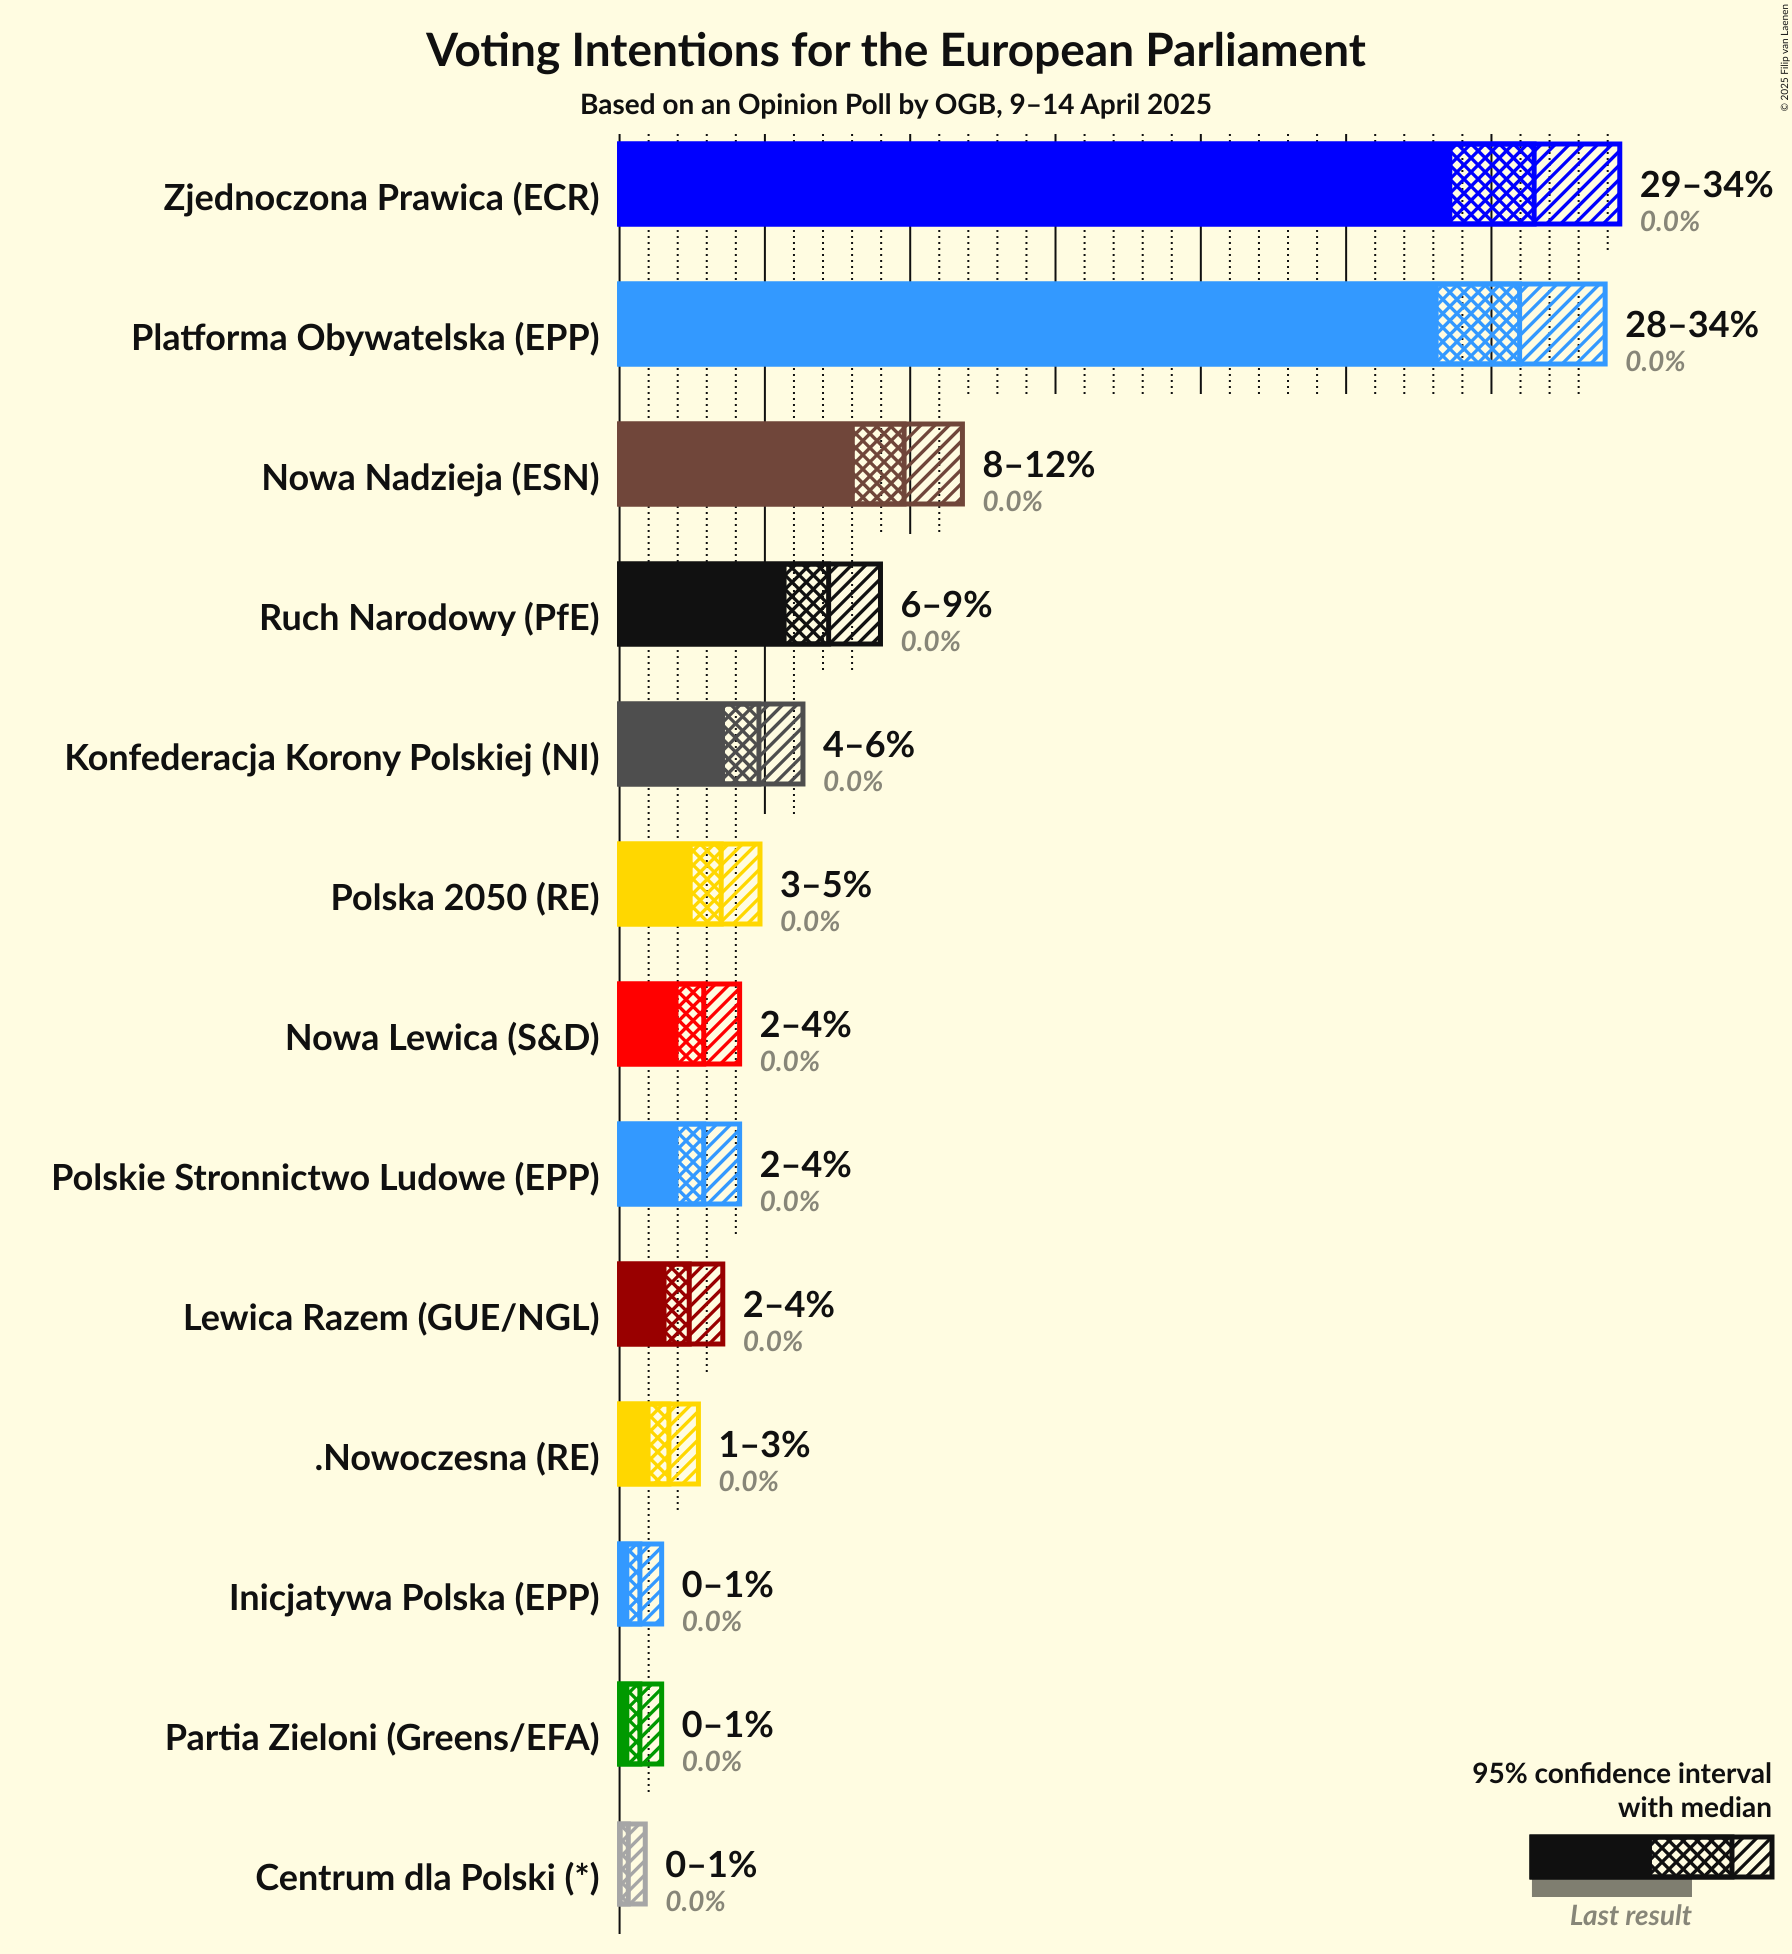 Voting Intentions for the European Parliament
Based on an Opinion Poll by OGB, 9–14 April 2025
© 2025 Filip van Laenen
Zjednoczona Prawica (ECR)
29–34%
0.0%
Platforma Obywatelska (EPP)
28–34%
0.0%
Nowa Nadzieja (ESN)
8–12%
0.0%
Ruch Narodowy (PfE)
6–9%
0.0%
Konfederacja Korony Polskiej (NI)
4–6%
0.0%
Polska 2050 (RE)
3–5%
0.0%
Nowa Lewica (S&D)
2–4%
0.0%
Polskie Stronnictwo Ludowe (EPP)
2–4%
0.0%
Lewica Razem (GUE/NGL)
2–4%
0.0%
.Nowoczesna (RE)
1–3%
0.0%
Inicjatywa Polska (EPP)
0–1%
0.0%
Partia Zieloni (Greens/EFA)
0–1%
0.0%
Centrum dla Polski (*)
0–1%
0.0%
95% confidence interval
with median
Last result